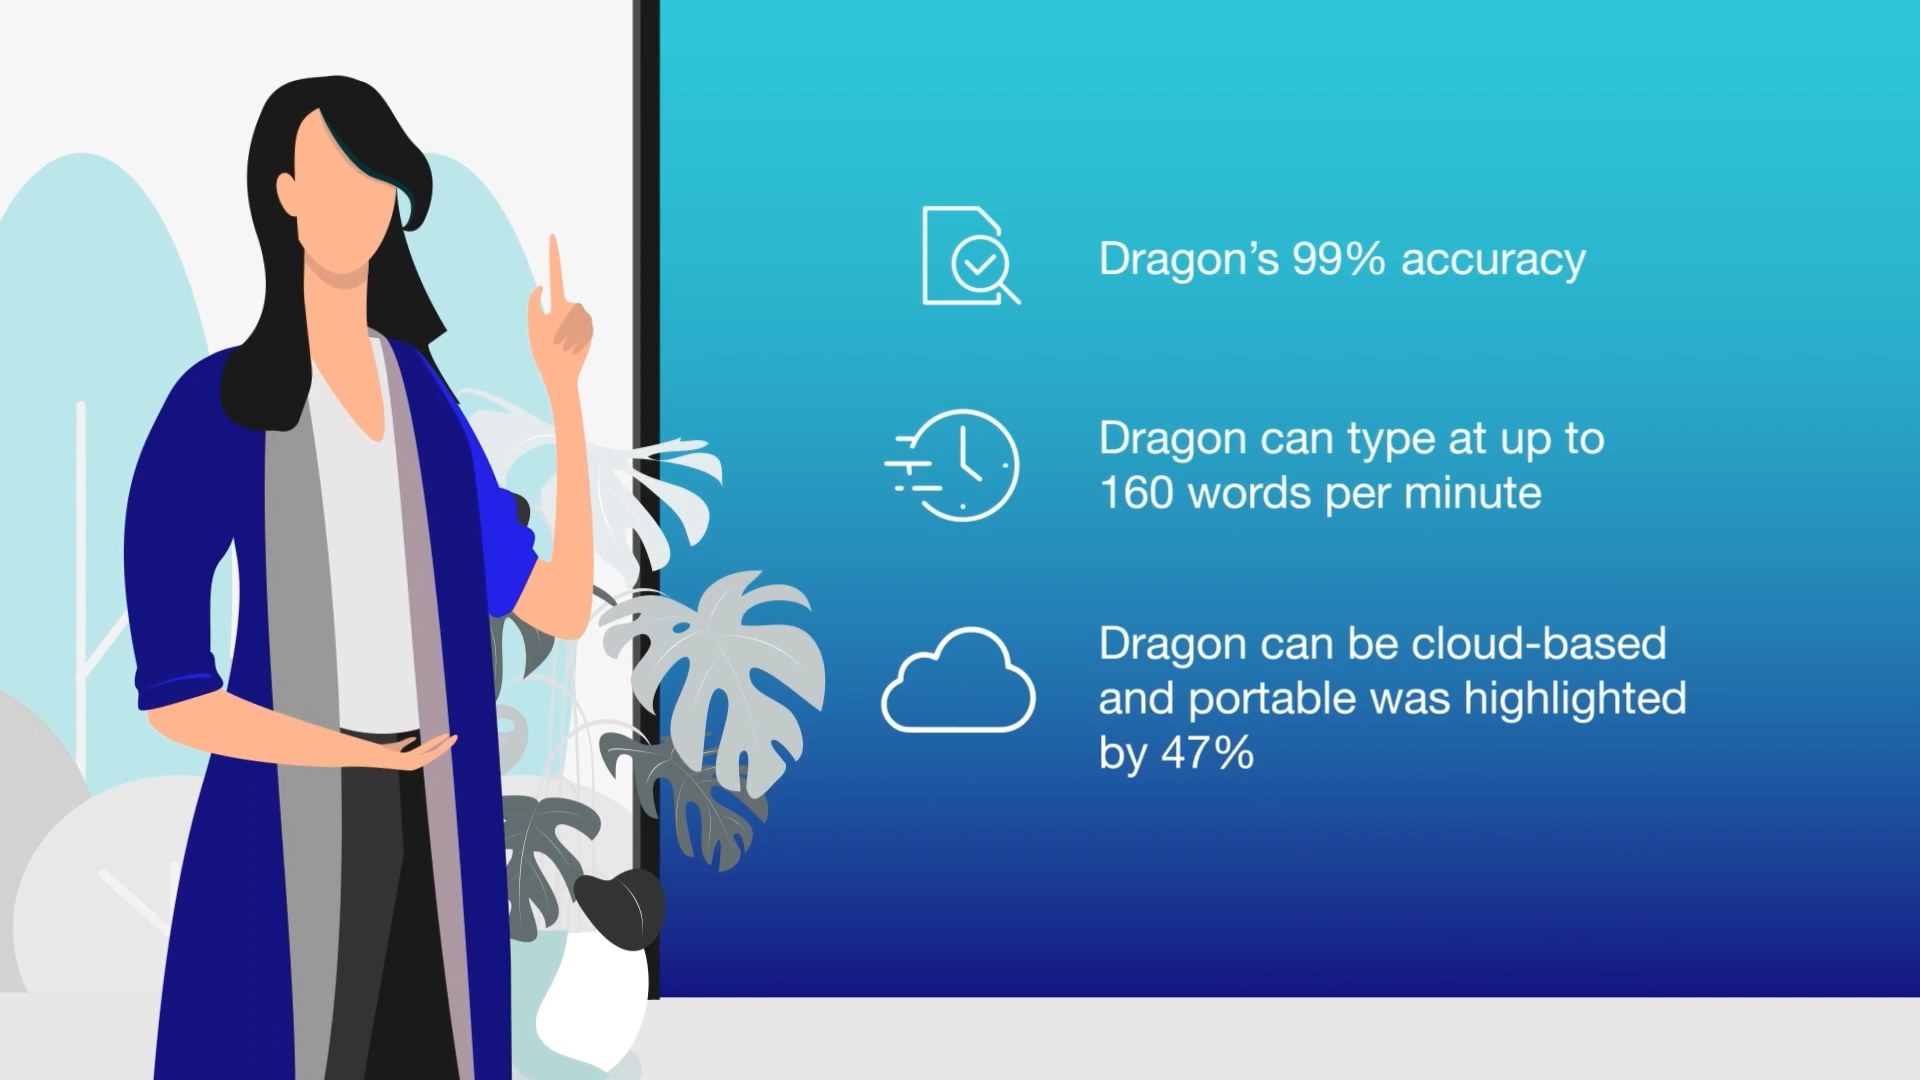 Dragon’s 99% accuracy
Dragon can type at up to
160 words per minute
Dragon can be cloud-based
and portable was highlighted
by 47%